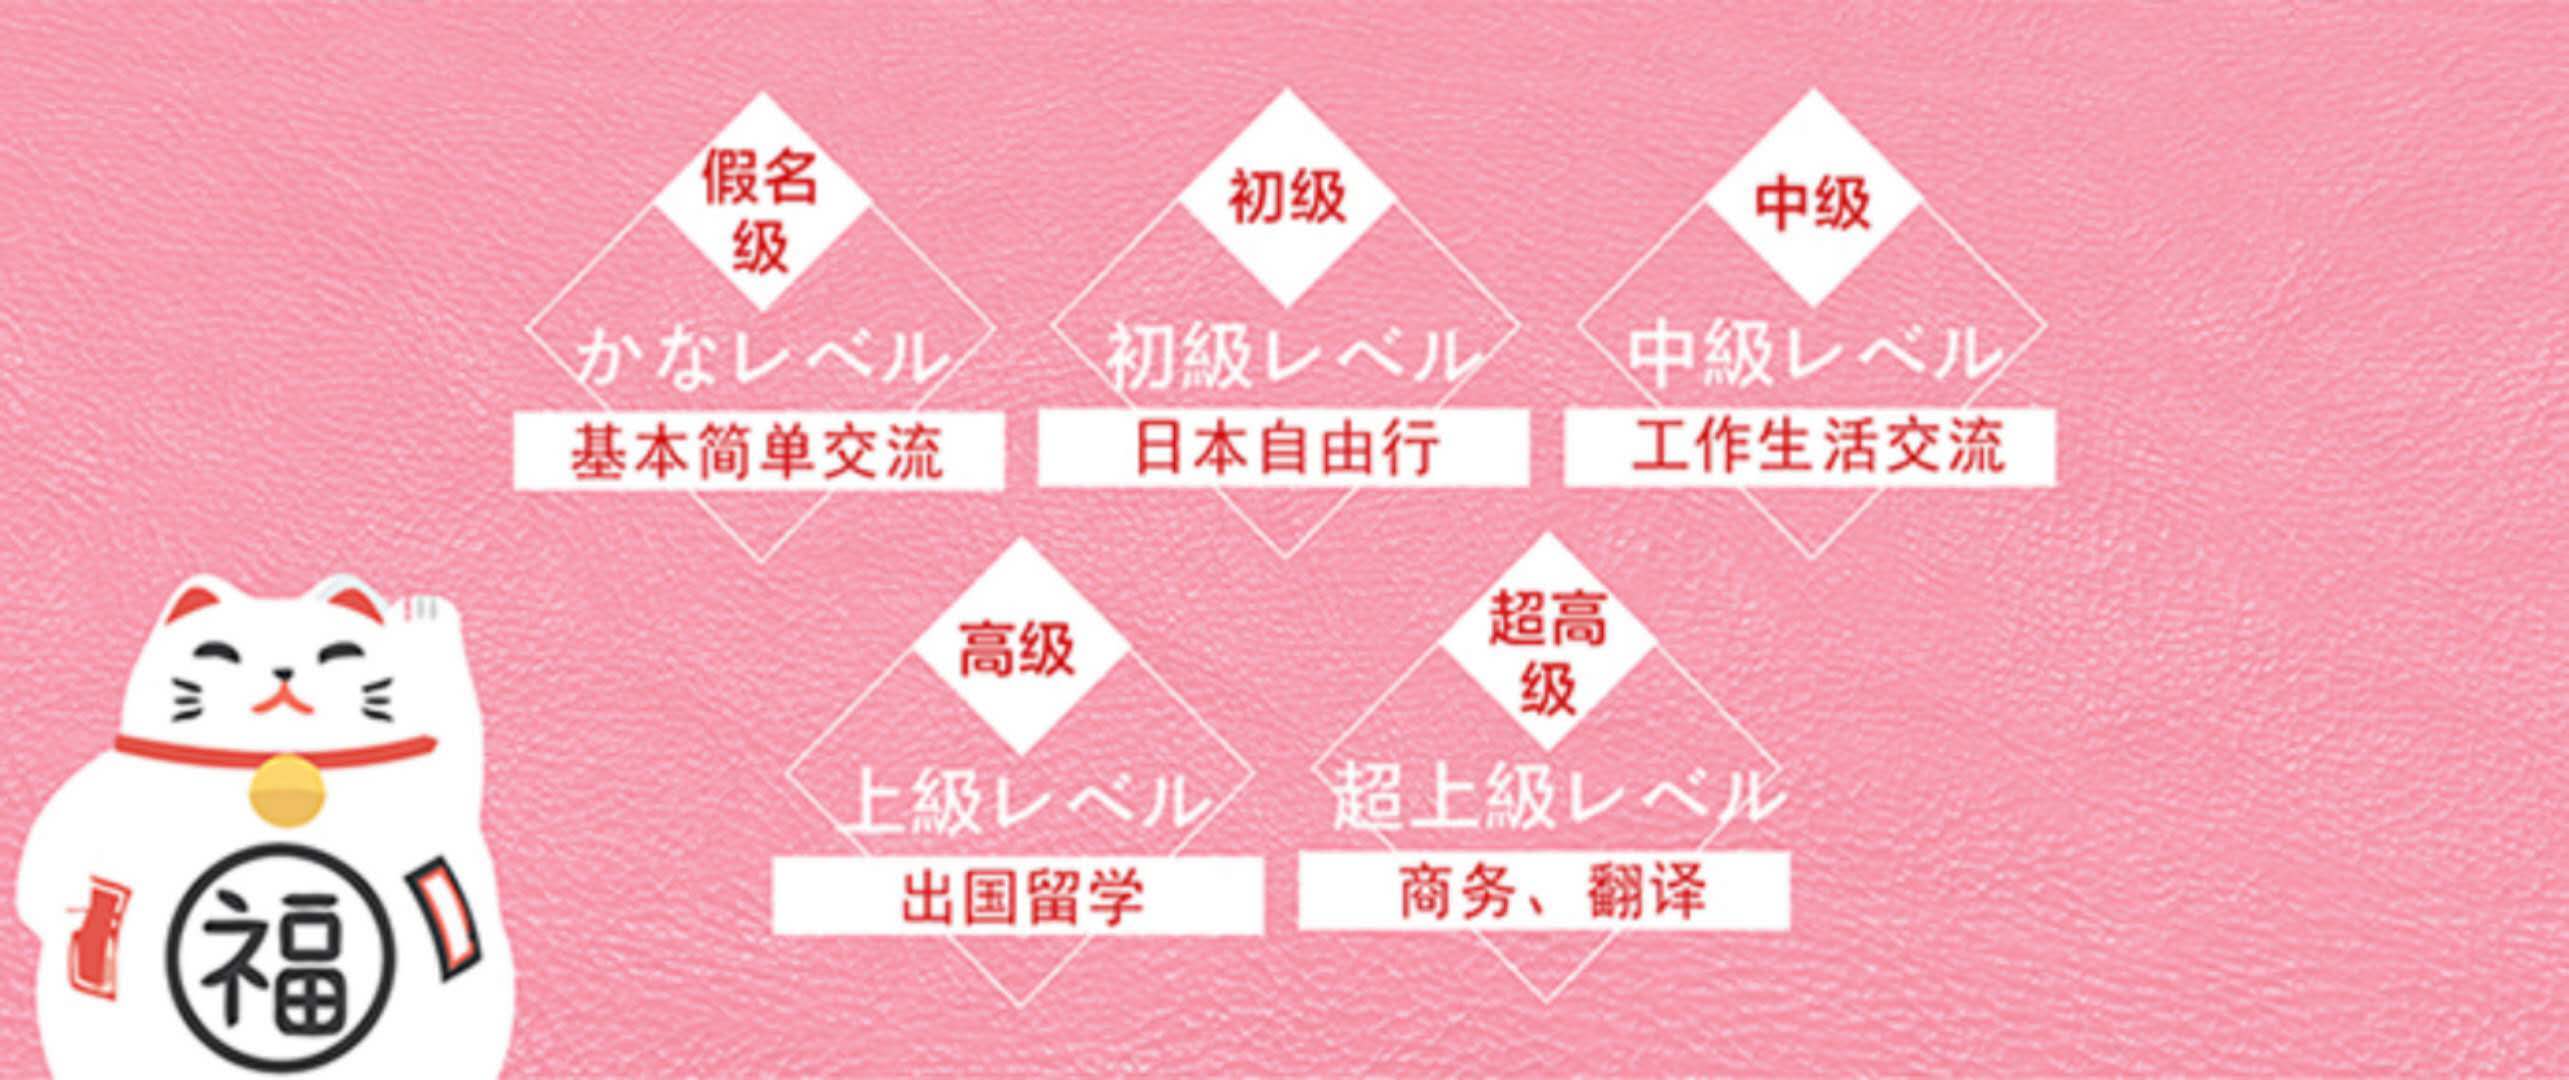 假名
级
かなレベル
基本简单交流
初级
初級レベル
日本自由行
中级
中級レベル
工作生活交流
高级
上級レベル
出国留学
超高
级
超上級レベル
商务、翻译
福